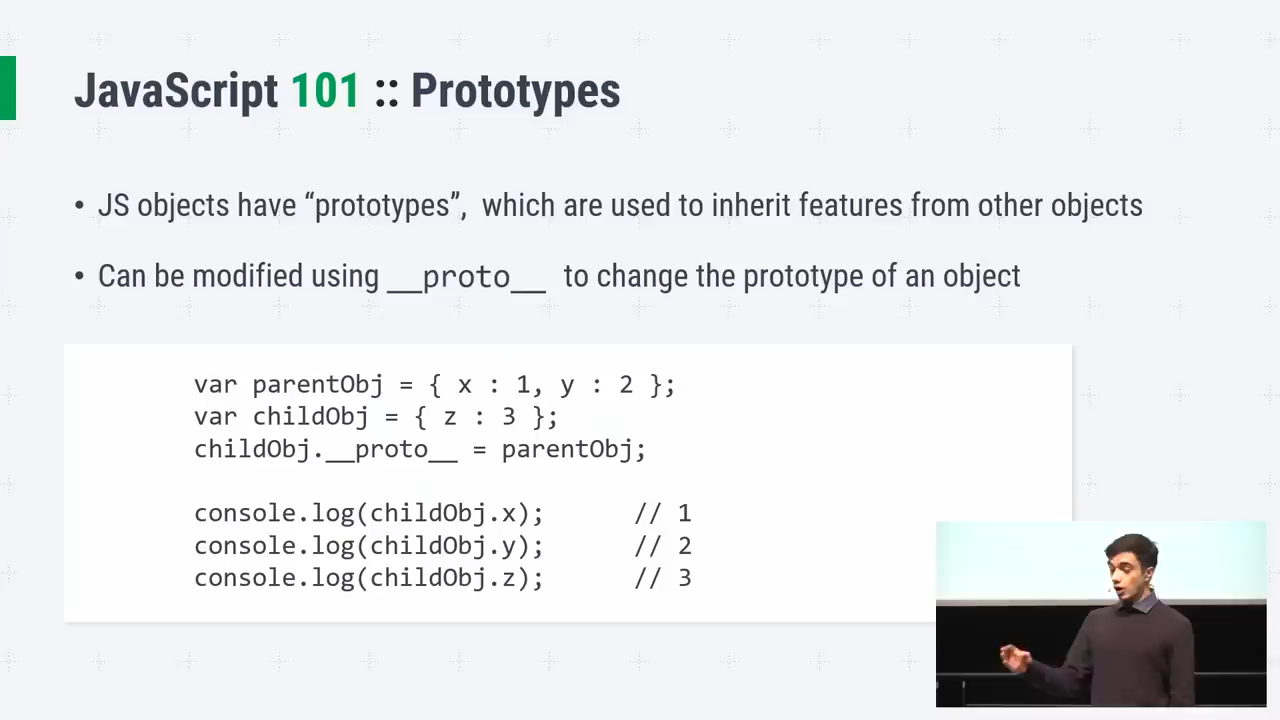 JavaScript 101 :: Prototypes
• JS objects have “prototypes”, which are used to inherit features from other objects
• Can be modified using __proto__ to change the prototype of an object
var parentObj = { x : 1, y : 2 };
var childObj = { z : 3 };
childObj.__proto__ = parentObj;
console.log(childObj.x); // 1
console.log(childObj.y); // 2
console.log(childObj.z); // 3